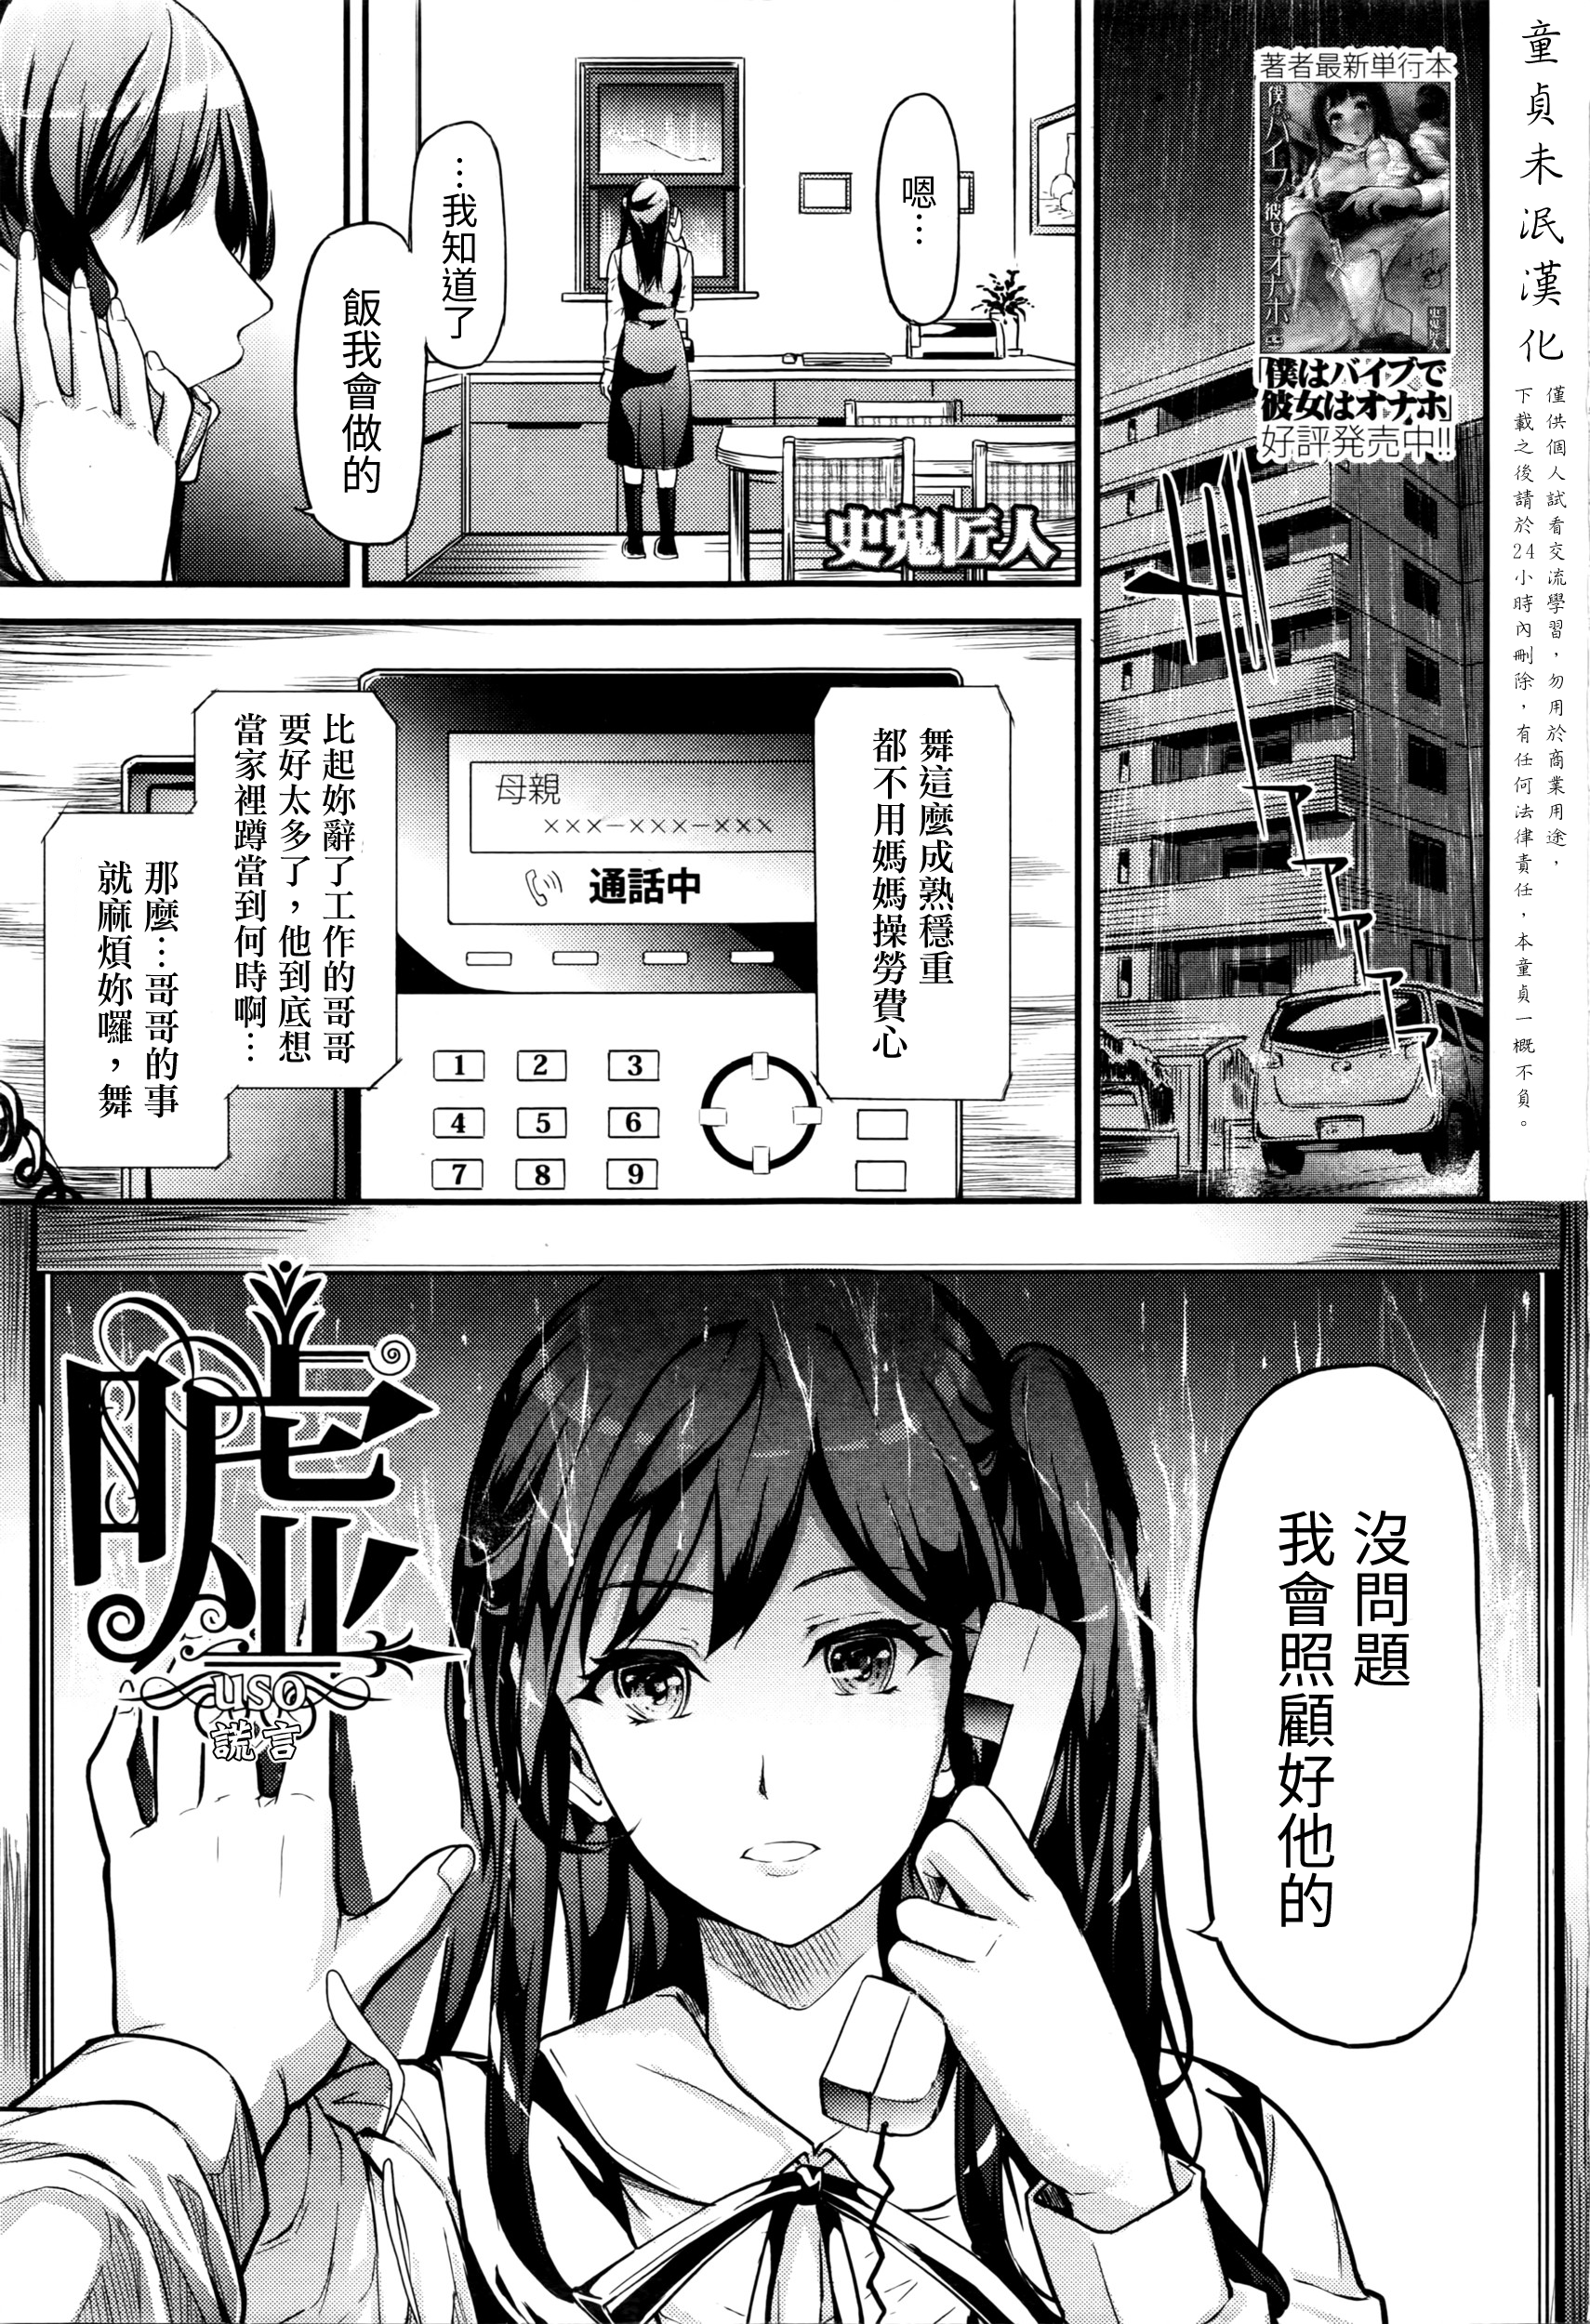 童貞未泯漢化
僅供個人試看交流學習，勿用於商業用途，
下載之後請於24小時內刪除，有任何法律責任，本童貞一概不負。
著者最新単行本
「僕はバイブで
彼女はオナホ」
好評発売中!!
嗯…
…我知道了
飯我會做的
史鬼匠人
舞這麼成熟穩重
都不用媽媽操勞費心
比起妳辭了工作的哥哥
要好太多了，他到底想
當家裡蹲當到何時啊…
那麼…哥哥的事
就麻煩妳囉，舞
母親
×××－×××－×××
通話中
1 2 3
4 5 6
7 8 9
沒問題
我會照顧好他的
嘘
uso
謊言